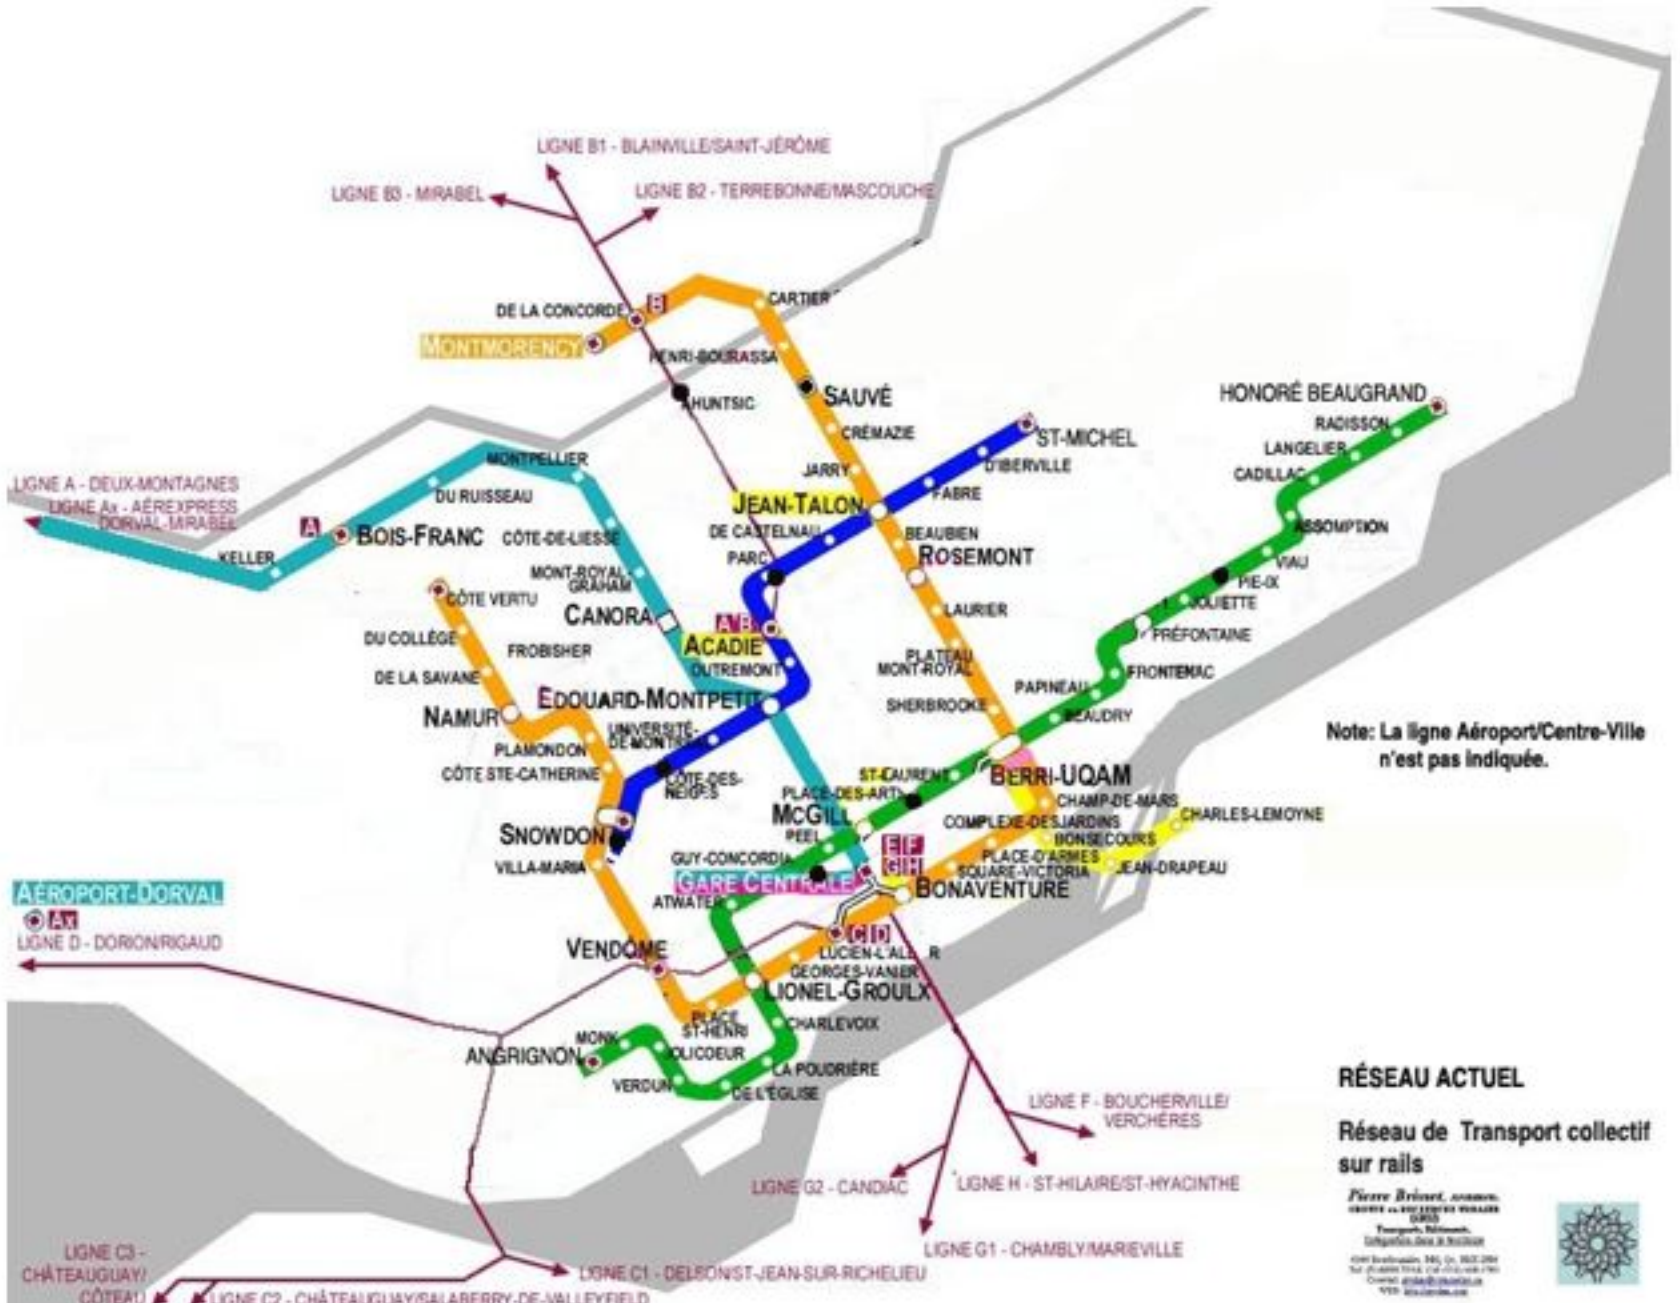 LIGNE B1 - BLAINVILLE/SAINT-JÉRÔME
LIGNE B3 - MIRABEL
LIGNE B2 - TERREBONNE/MASCOUCHE
DE LA CONCORDE
B
CARTIER
MONTMORENCY
HENRI-BOURASSA
AHUNTSIC
SAUVÉ
HONORÉ BEAUGRAND
RADISSON
CRÉMAZIE
ST-MICHEL
LANGELIER
MONTPELLIER
JARRY
D'IBERVILLE
CADILLAC
LIGNE A - DEUX-MONTAGNES
LIGNE Ax - AÉREXPRESS
DORVAL-MIRABEL
DU RUISSEAU
FABRE
JEAN-TALON
A
BOIS-FRANC
CÔTE-DE-LIESSE
DE CASTELNAU
BEAUBIEN
ASSOMPTION
KELLER
PARC
ROSEMONT
VIAU
MONT-ROYAL-
GRAHAM
PIE-IX
CÔTE VERTU
JOLIETTE
CANORA
LAURIER
A B
PRÉFONTAINE
DU COLLÈGE
FROBISHER
ACADIE
PLATEAU
MONT-ROYAL
OUTREMONT
DE LA SAVANE
FRONTENAC
PAPINEAU
EDOUARD-MONTPETIT
SHERBROOKE
NAMUR
BEAUDRY
UNIVERSITÉ-
DE-MONTRÉAL
PLAMONDON
Note: La ligne Aéroport/Centre-Ville
n'est pas indiquée.
CÔTE STE-CATHERINE
CÔTE-DES-
NEIGES
ST-LAURENT
BERRI-UQAM
PLACE-DES-ARTS
CHAMP-DE-MARS
MCGILL
COMPLEXE-DESJARDINS
CHARLES-LEMOYNE
SNOWDON
PEEL
BONSECOURS
E F
G H
PLACE-D'ARMES
GUY-CONCORDIA
VILLA-MARIA
SQUARE-VICTORIA
JEAN-DRAPEAU
GARE CENTRALE
BONAVENTURE
ATWATER
AÉROPORT-DORVAL
Ax
LIGNE D - DORION/RIGAUD
C D
VENDÔME
LUCIEN-L'ALL R
GEORGES-VANIER
LIONEL-GROULX
PLACE
ST-HENRI
CHARLEVOIX
MONK
ANGRIGNON
JOLICOEUR
LA POUDRIÈRE
VERDUN
DE L'ÉGLISE
RÉSEAU ACTUEL
LIGNE F - BOUCHERVILLE/
VERCHÈRES
Réseau de Transport collectif
sur rails
LIGNE G2 - CANDIAC
LIGNE H - ST-HILAIRE/ST-HYACINTHE
LIGNE G1 - CHAMBLY/MARIEVILLE
LIGNE C3 -
CHÂTEAUGUAY/
CÔTEAU
LIGNE C1 - DELSON/ST-JEAN-SUR-RICHELIEU
LIGNE C2 - CHÂTEAUGUAY/SALABERRY-DE-VALLEYFIELD